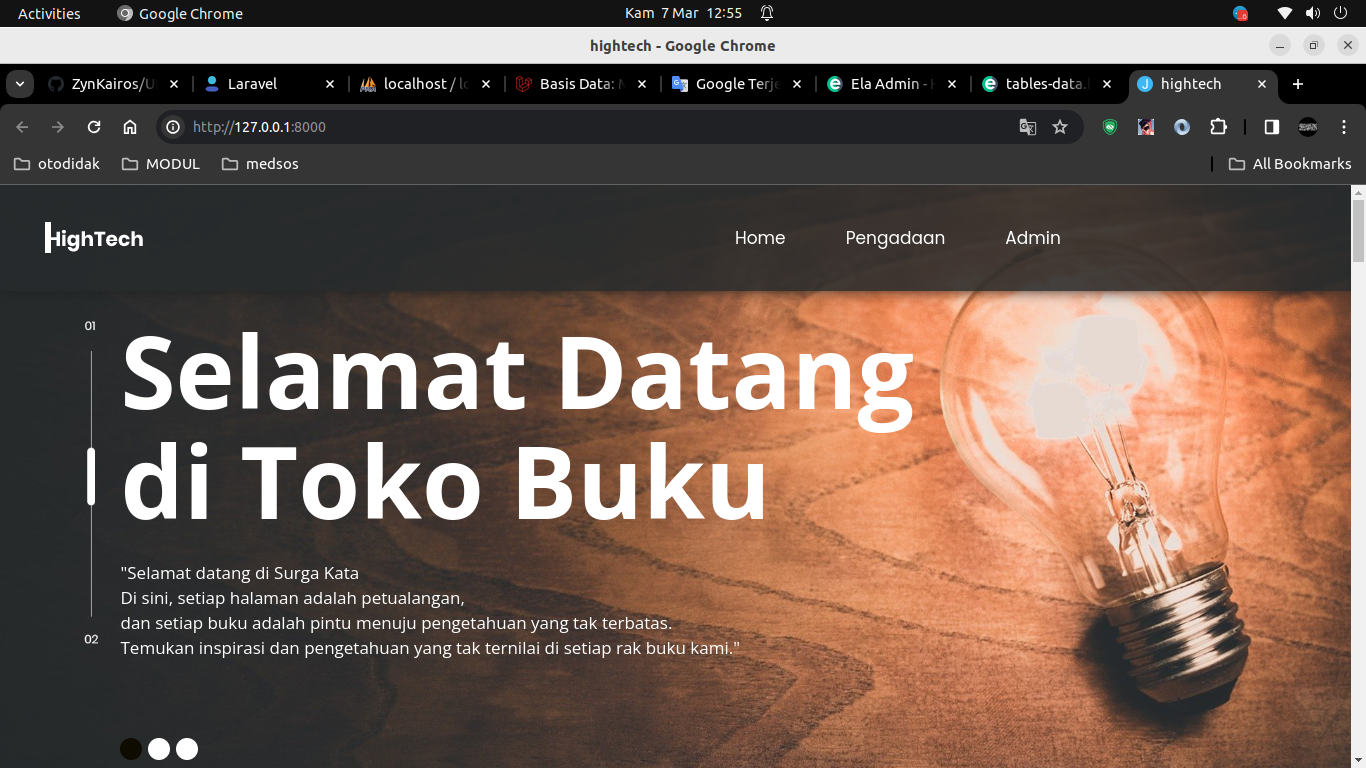 Activities
Google Chrome
Kam 7 Mar 12:55
hightech - Google Chrome
ZynKairos/U
Laravel
localhost / lo
Basis Data:
Google Terje
Ela Admin -
tables-data.
hightech
http://127.0.0.1:8000
otodidak
MODUL
medsos
All Bookmarks
HighTech
Home
Pengadaan
Admin
01
Selamat Datang
di Toko Buku
"Selamat datang di Surga Kata
Di sini, setiap halaman adalah petualangan,
dan setiap buku adalah pintu menuju pengetahuan yang tak terbatas.
Temukan inspirasi dan pengetahuan yang tak ternilai di setiap rak buku kami."
02